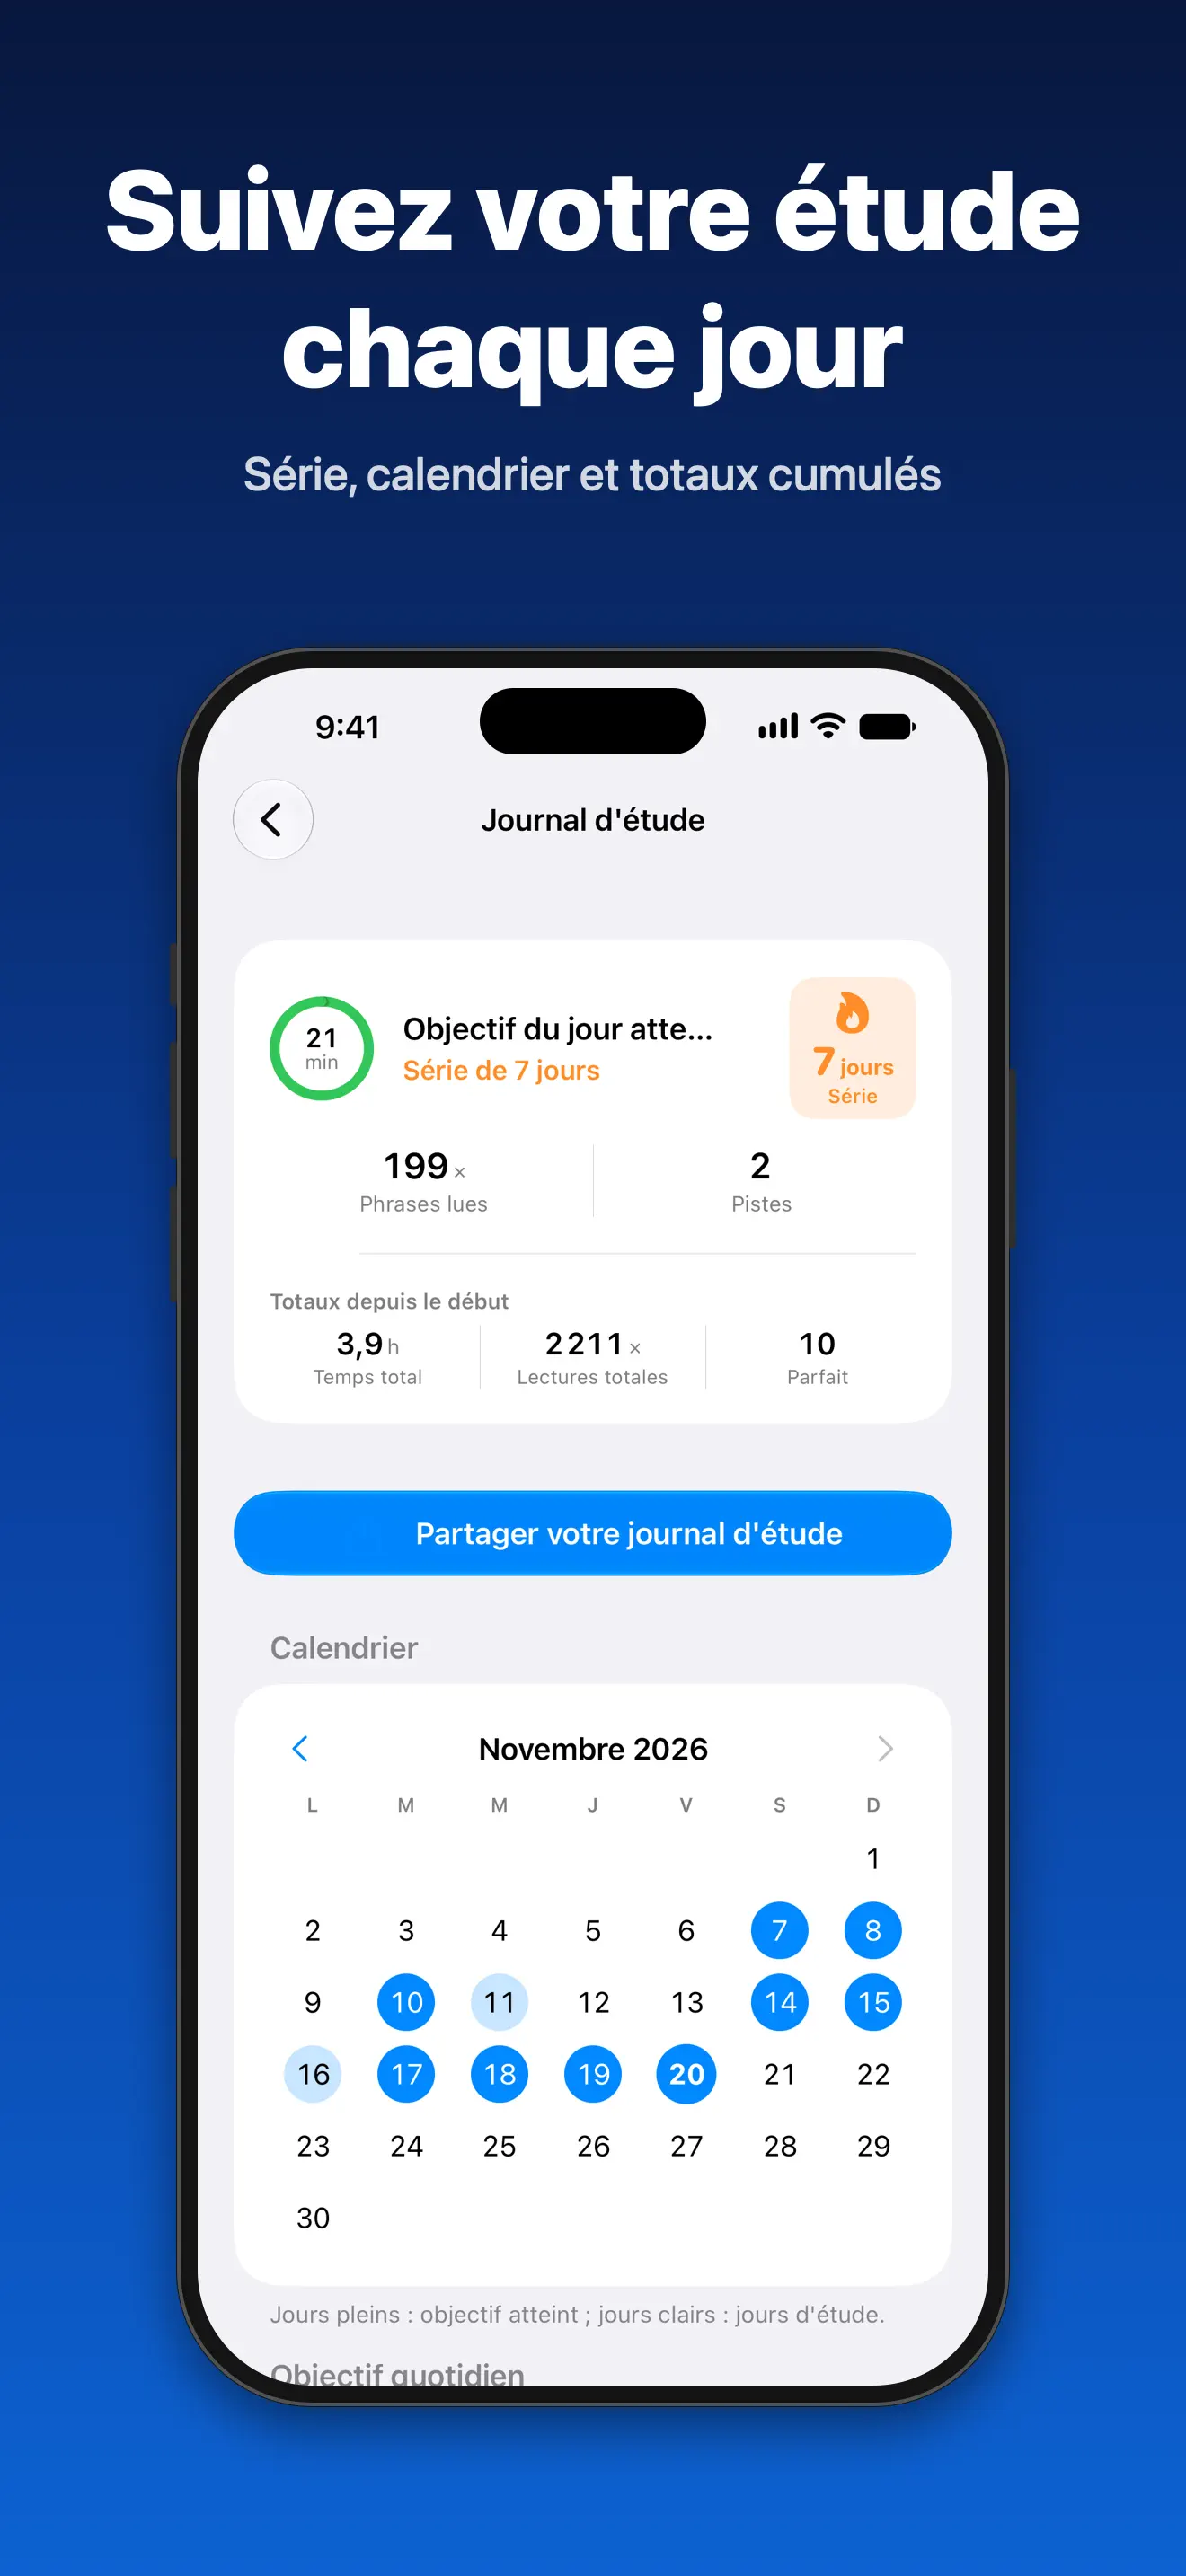 Suivez votre étude
chaque jour
Série, calendrier et totaux cumulés
9:41
Journal d'étude
21
min
Objectif du jour atte...
Série de 7 jours
7 jours
Série
199 ×
Phrases lues
2
Pistes
Totaux depuis le début
3,9 h
Temps total
2 211 ×
Lectures totales
10
Parfait
Partager votre journal d'étude
Calendrier
Novembre 2026
L M M J V S D
1
2 3 4 5 6 7 8
9 10 11 12 13 14 15
16 17 18 19 20 21 22
23 24 25 26 27 28 29
30
Jours pleins : objectif atteint ; jours clairs : jours d'étude.
Objectif quotidien